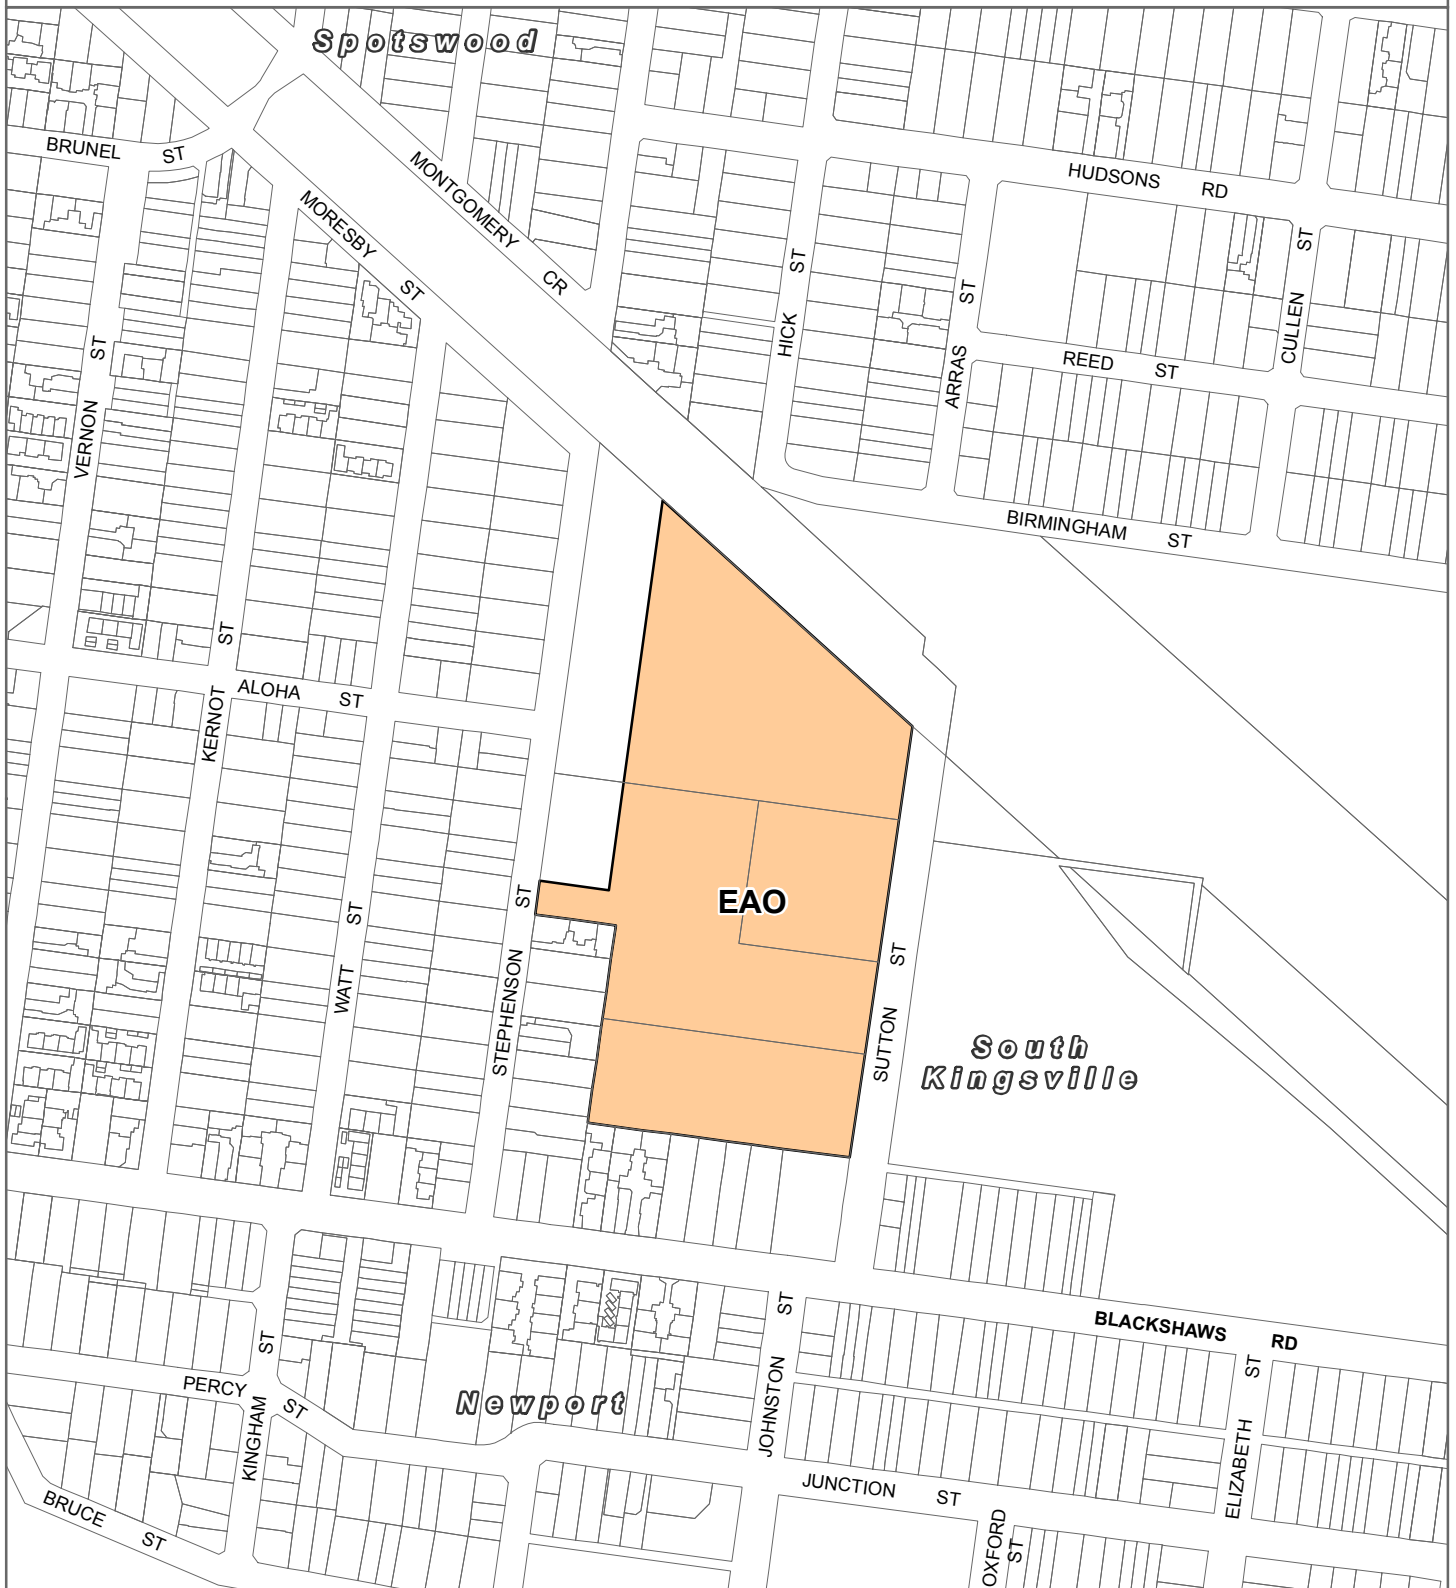 Spotswood
BRUNEL ST
MONTGOMERY CR
MORESBY ST
HUDSONS RD
HICK ST
ARRAS ST
CULLEN ST
REED ST
VERNON ST
BIRMINGHAM ST
KERNOT ST
ALOHA ST
WATT ST
STEPHENSON ST
EAO
SUTTON ST
South
Kingsville
BLACKSHAWS RD
PERCY ST
KINGHAM ST
Newport
JOHNSTON ST
ELIZABETH ST
JUNCTION ST
OXFORD ST
BRUCE ST